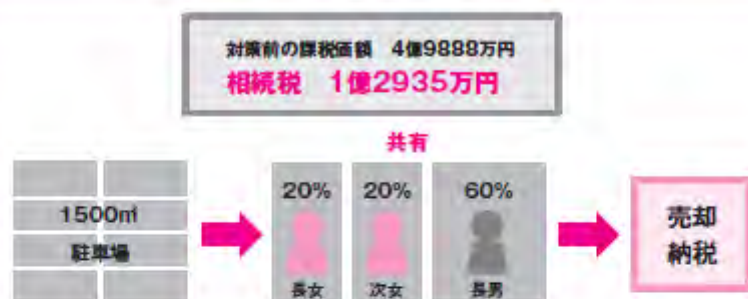 対策前の課税価額 4億9888万円
相続税 1億2935万円
共有
1500㎡
駐車場
20%
長女
20%
次女
60%
長男
売却
納税